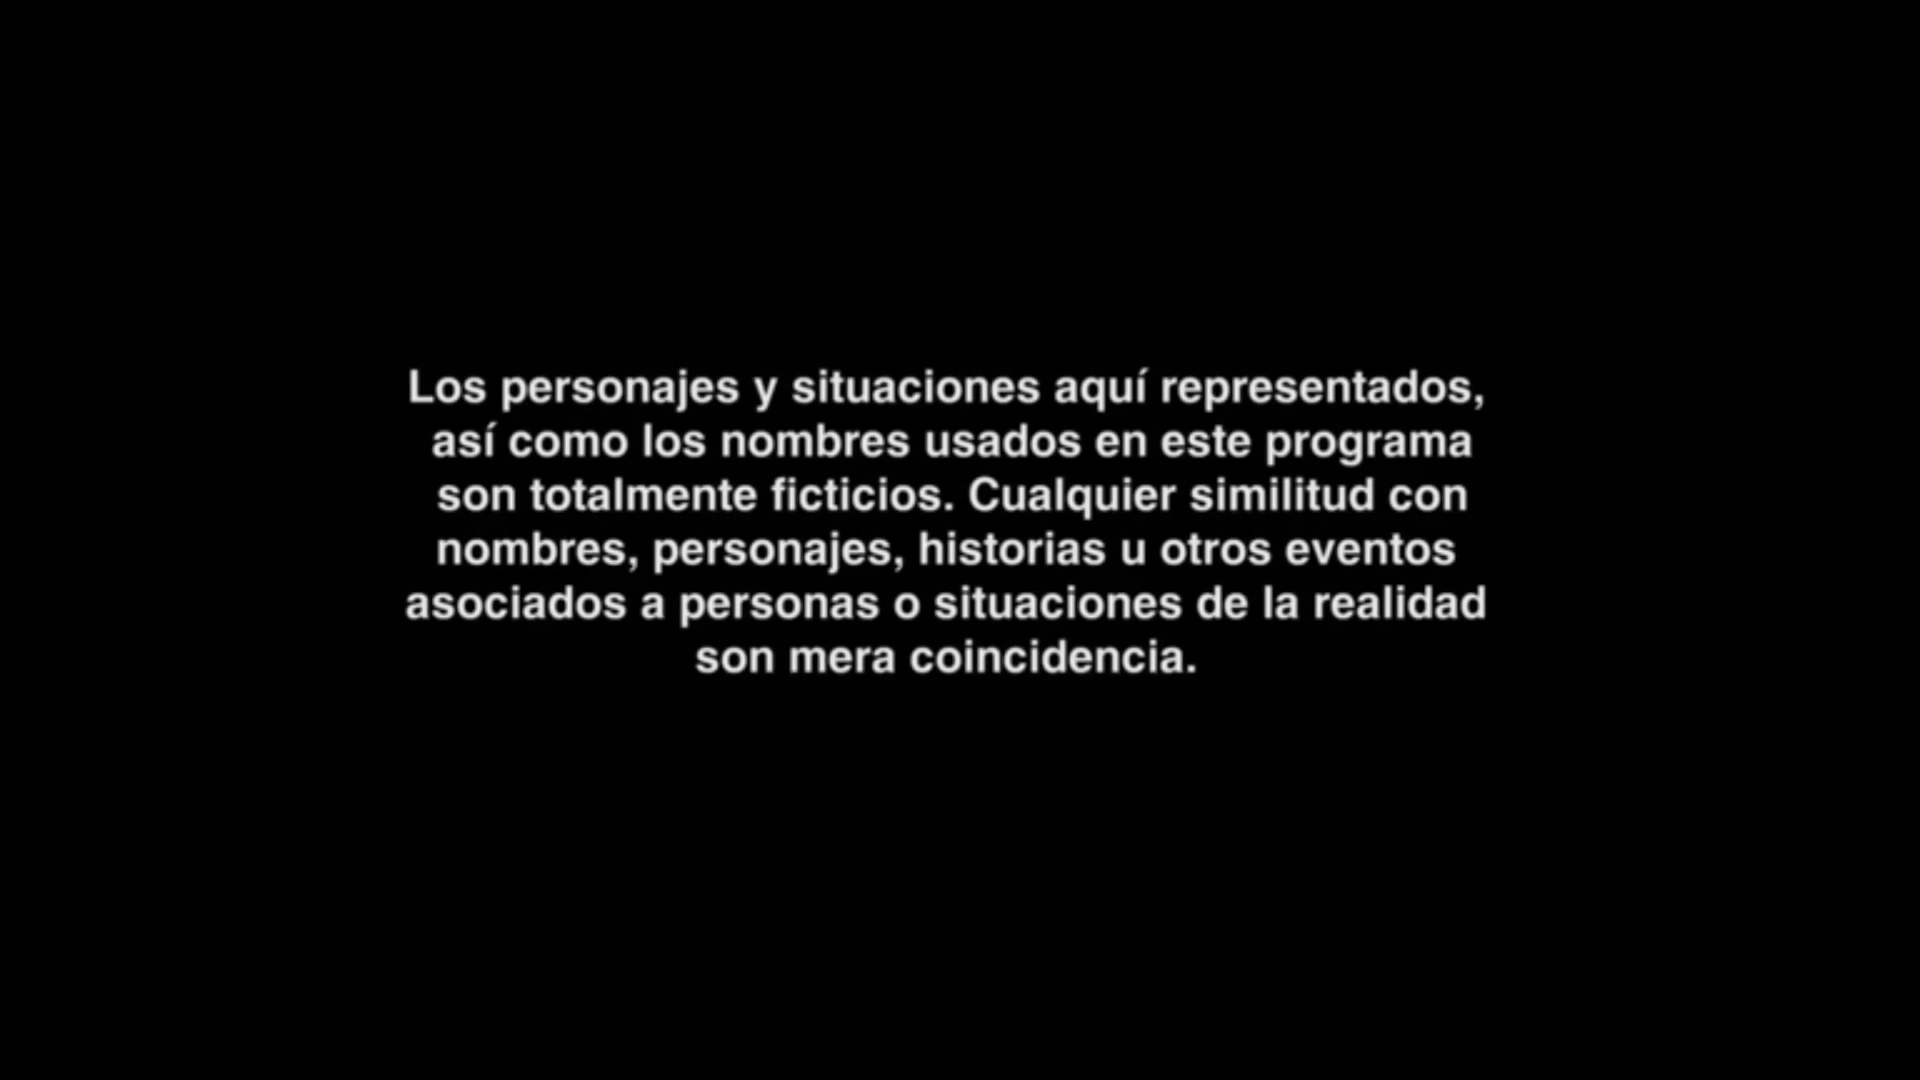 Los personajes y situaciones aquí representados,
así como los nombres usados en este programa
son totalmente ficticios. Cualquier similitud con
nombres, personajes, historias u otros eventos
asociados a personas o situaciones de la realidad
son mera coincidencia.